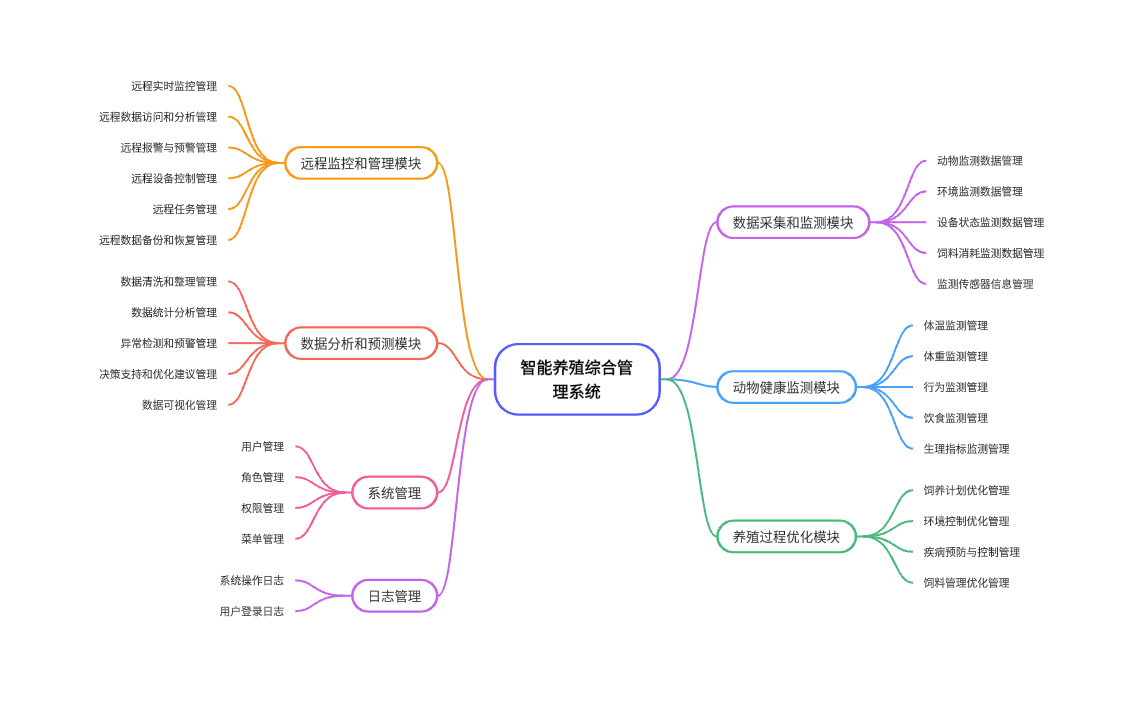 智能养殖综合管
理系统
远程监控和管理模块
远程实时监控管理
远程数据访问和分析管理
远程报警与预警管理
远程设备控制管理
远程任务管理
远程数据备份和恢复管理
数据分析和预测模块
数据清洗和整理管理
数据统计分析管理
异常检测和预警管理
决策支持和优化建议管理
数据可视化管理
系统管理
用户管理
角色管理
权限管理
菜单管理
日志管理
系统操作日志
用户登录日志
数据采集和监测模块
动物监测数据管理
环境监测数据管理
设备状态监测数据管理
饲料消耗监测数据管理
监测传感器信息管理
动物健康监测模块
体温监测管理
体重监测管理
行为监测管理
饮食监测管理
生理指标监测管理
养殖过程优化模块
饲养计划优化管理
环境控制优化管理
疾病预防与控制管理
饲料管理优化管理